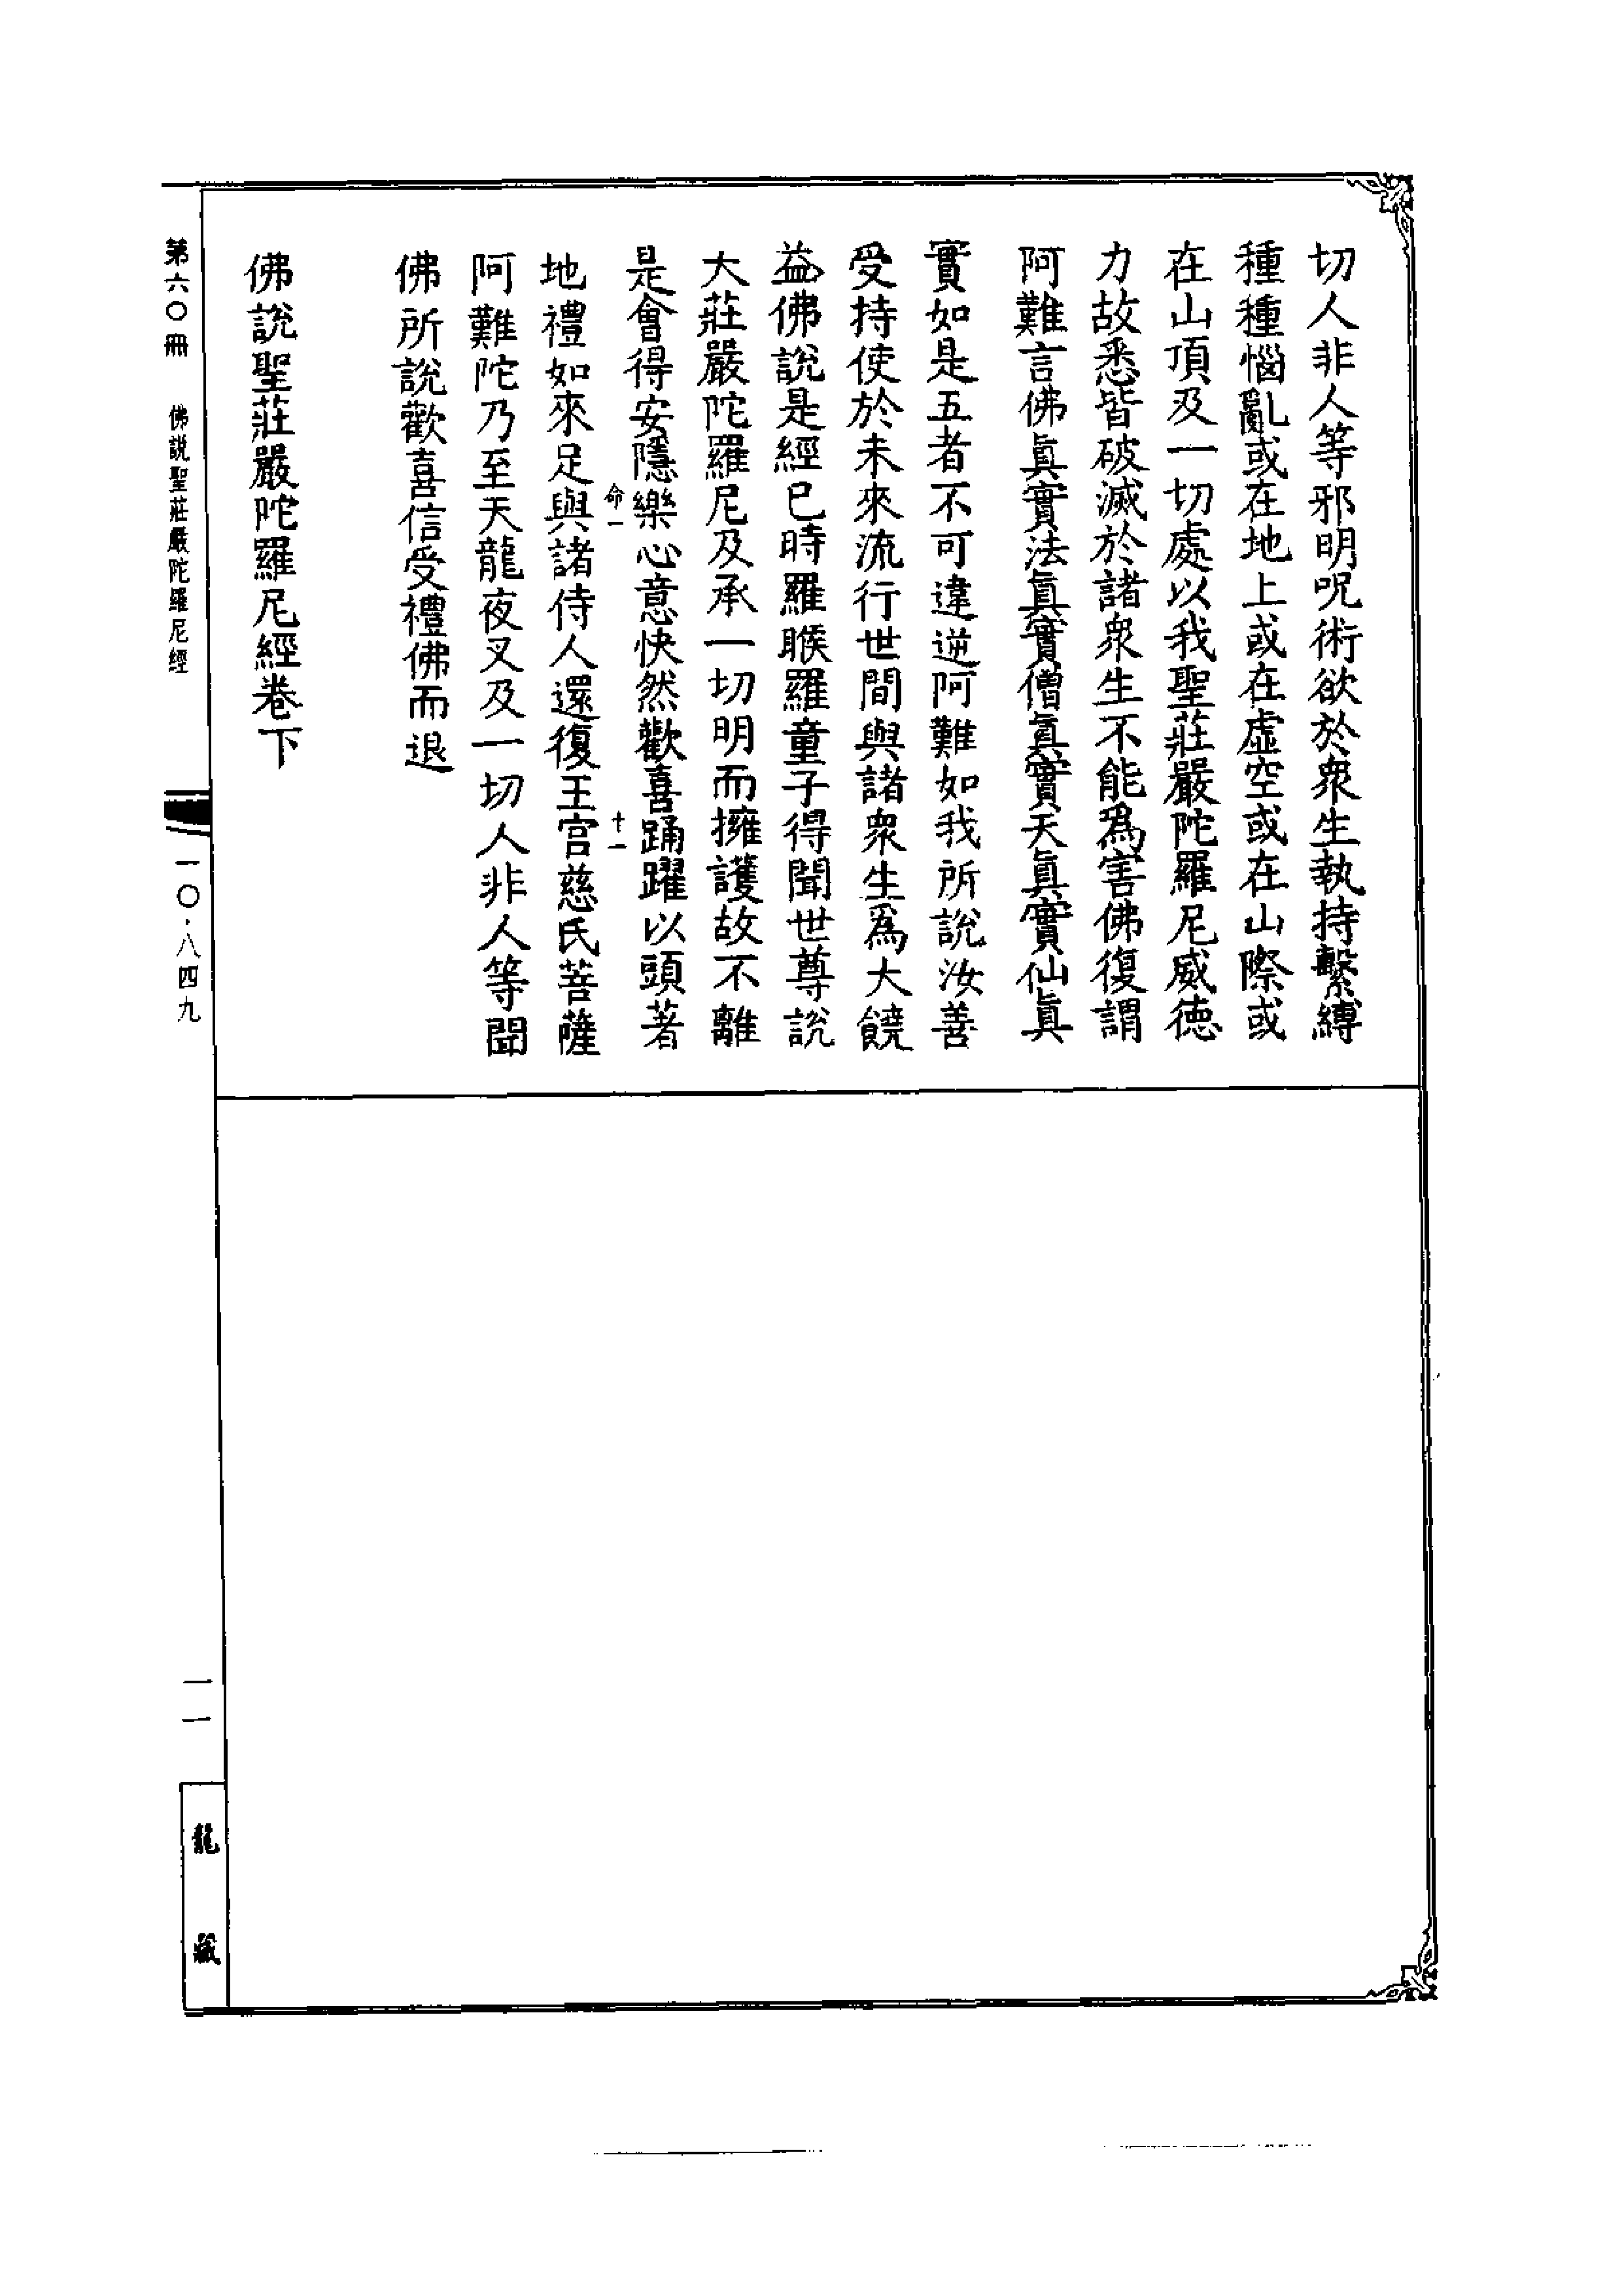 切人非人等邪明呪術欲於衆生執持繫縛
種種惱亂或在地上或在虛空或在山際或
在山頂及一切處以我聖莊嚴陀羅尼威徳
力故悉皆破滅於諸衆生不能爲害佛復謂
阿難言佛眞實法眞實僧眞實天眞實仙眞
實如是五者不可違逆阿難如我所說汝善
受持使於未來流行世間與諸衆生爲大饒
益佛說是經已時羅睺羅童子得聞世尊說
大莊嚴陀羅尼及承一切明而擁護故不離
是會得安隱樂心意快然歡喜踊躍以頭著
命一
十一
地禮如來足與諸侍人還復王宫慈氏菩薩
阿難陀乃至天龍夜叉及一切人非人等聞
佛所說歡喜信受禮佛而退
佛說聖莊嚴陀羅尼經卷下
第六〇冊 佛説聖莊嚴陀羅尼經
一〇·八四九
一一
龍藏